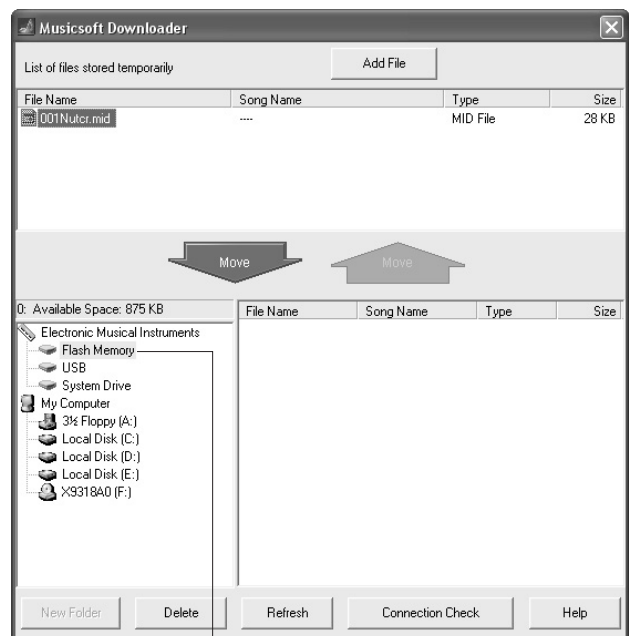 Musicsoft Downloader
List of files stored temporarily
Add File
File Name Song Name Type Size
001Nutcr.mid ---- MID File 28 KB
Move Move
0: Available Space: 875 KB
File Name Song Name Type Size
Electronic Musical Instruments
Flash Memory
USB
System Drive
My Computer
3½ Floppy (A:)
Local Disk (C:)
Local Disk (D:)
Local Disk (E:)
X9318A0 (F:)
New Folder Delete Refresh Connection Check Help